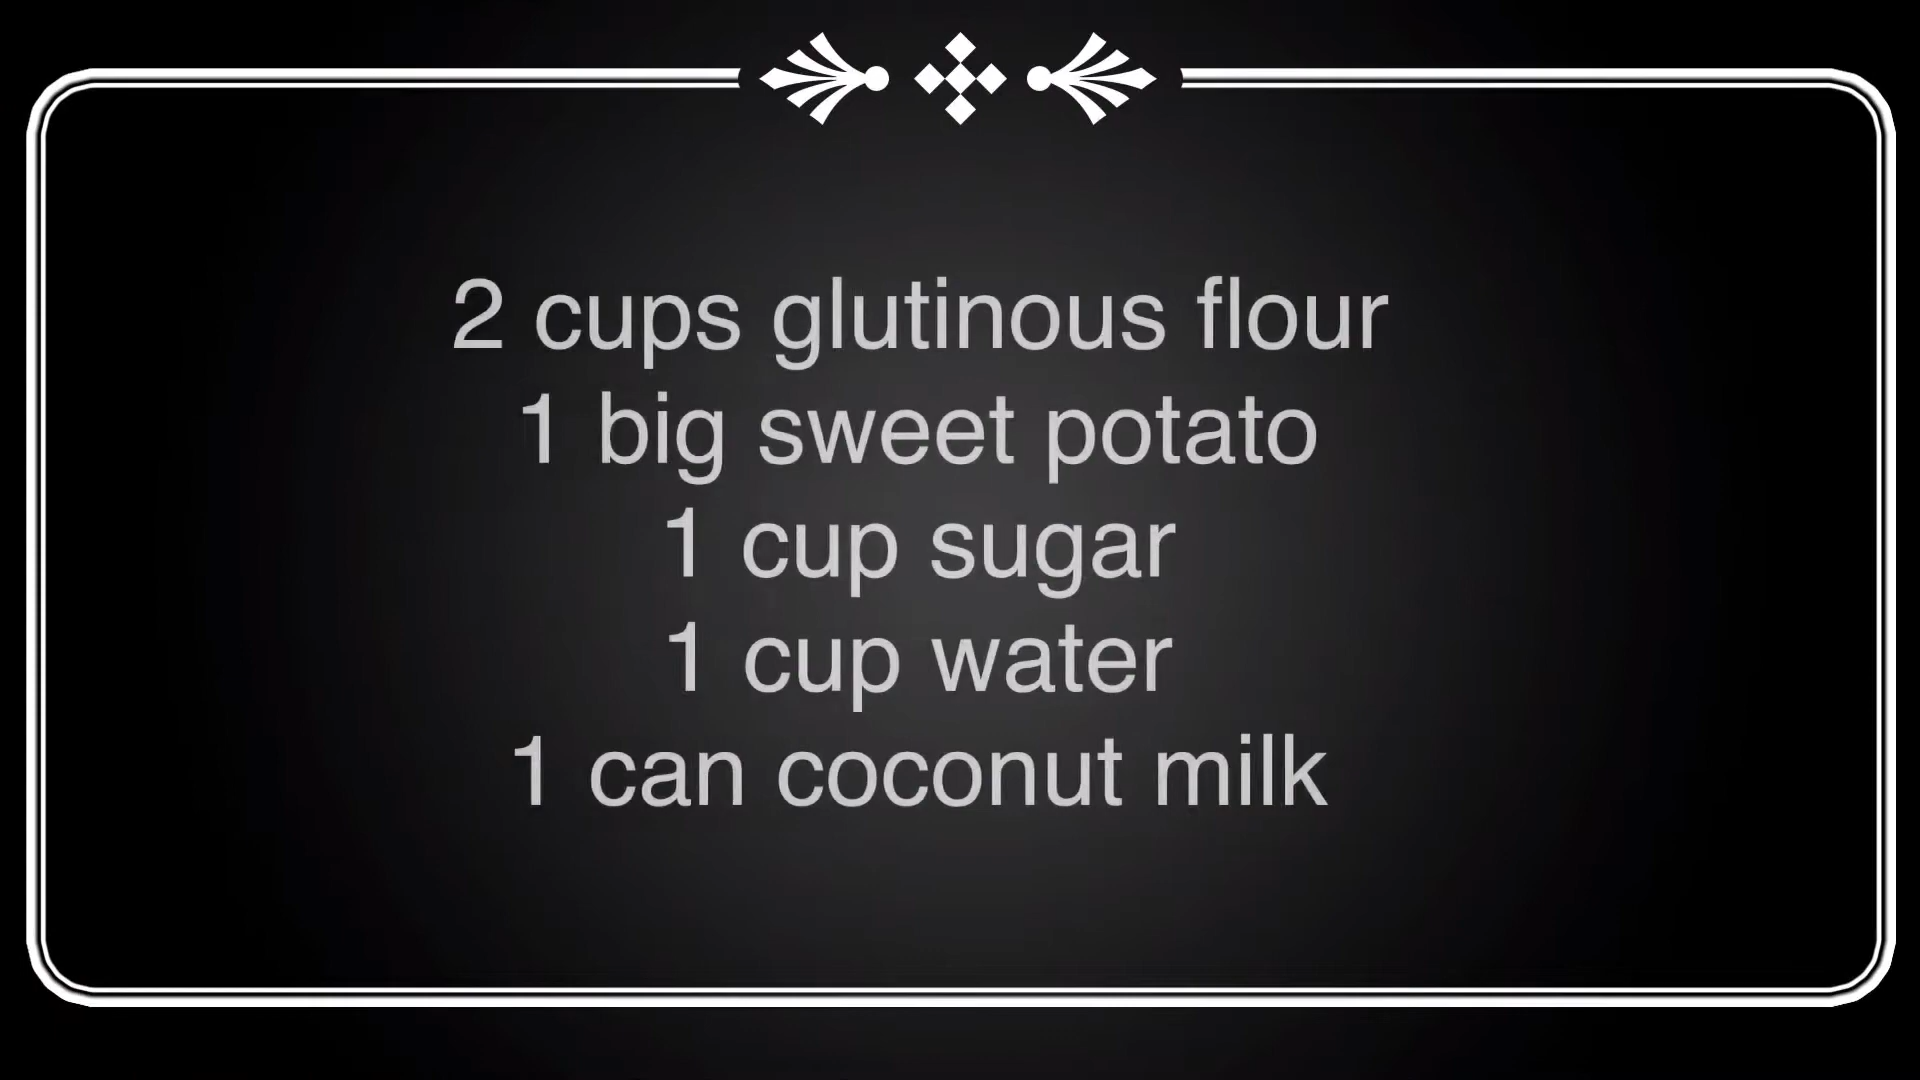 2 cups glutinous flour
1 big sweet potato
1 cup sugar
1 cup water
1 can coconut milk